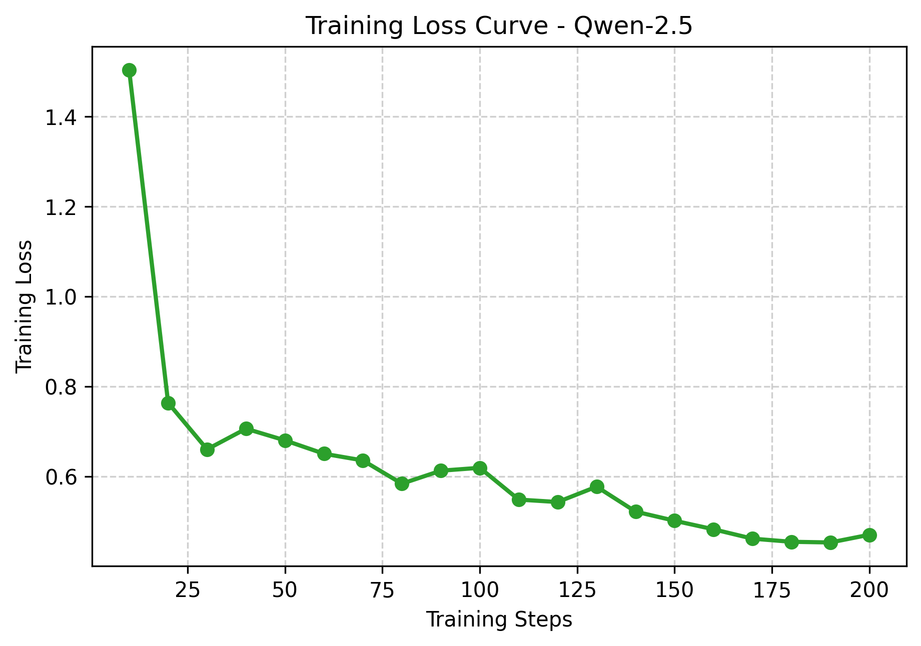 Training Loss Curve - Qwen-2.5
Training Loss
1.4
1.2
1.0
0.8
0.6
25 50 75 100 125 150 175 200
Training Steps